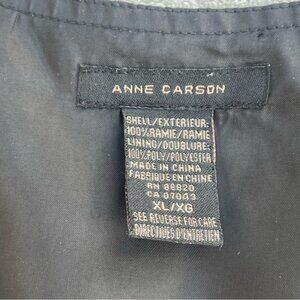 ANNE CARSON
SHELL/EXTERIEUR:
100%RAMIE/RAMIE
LINING/DOUBLURE:
100%POLY/POLYESTER
MADE IN CHINA
FABRIQUE EN CHINE
RN 88820
CA 07043
XL/XG
SEE REVERSE FOR CARE
DIRECTIVES D'ENTRETIEN